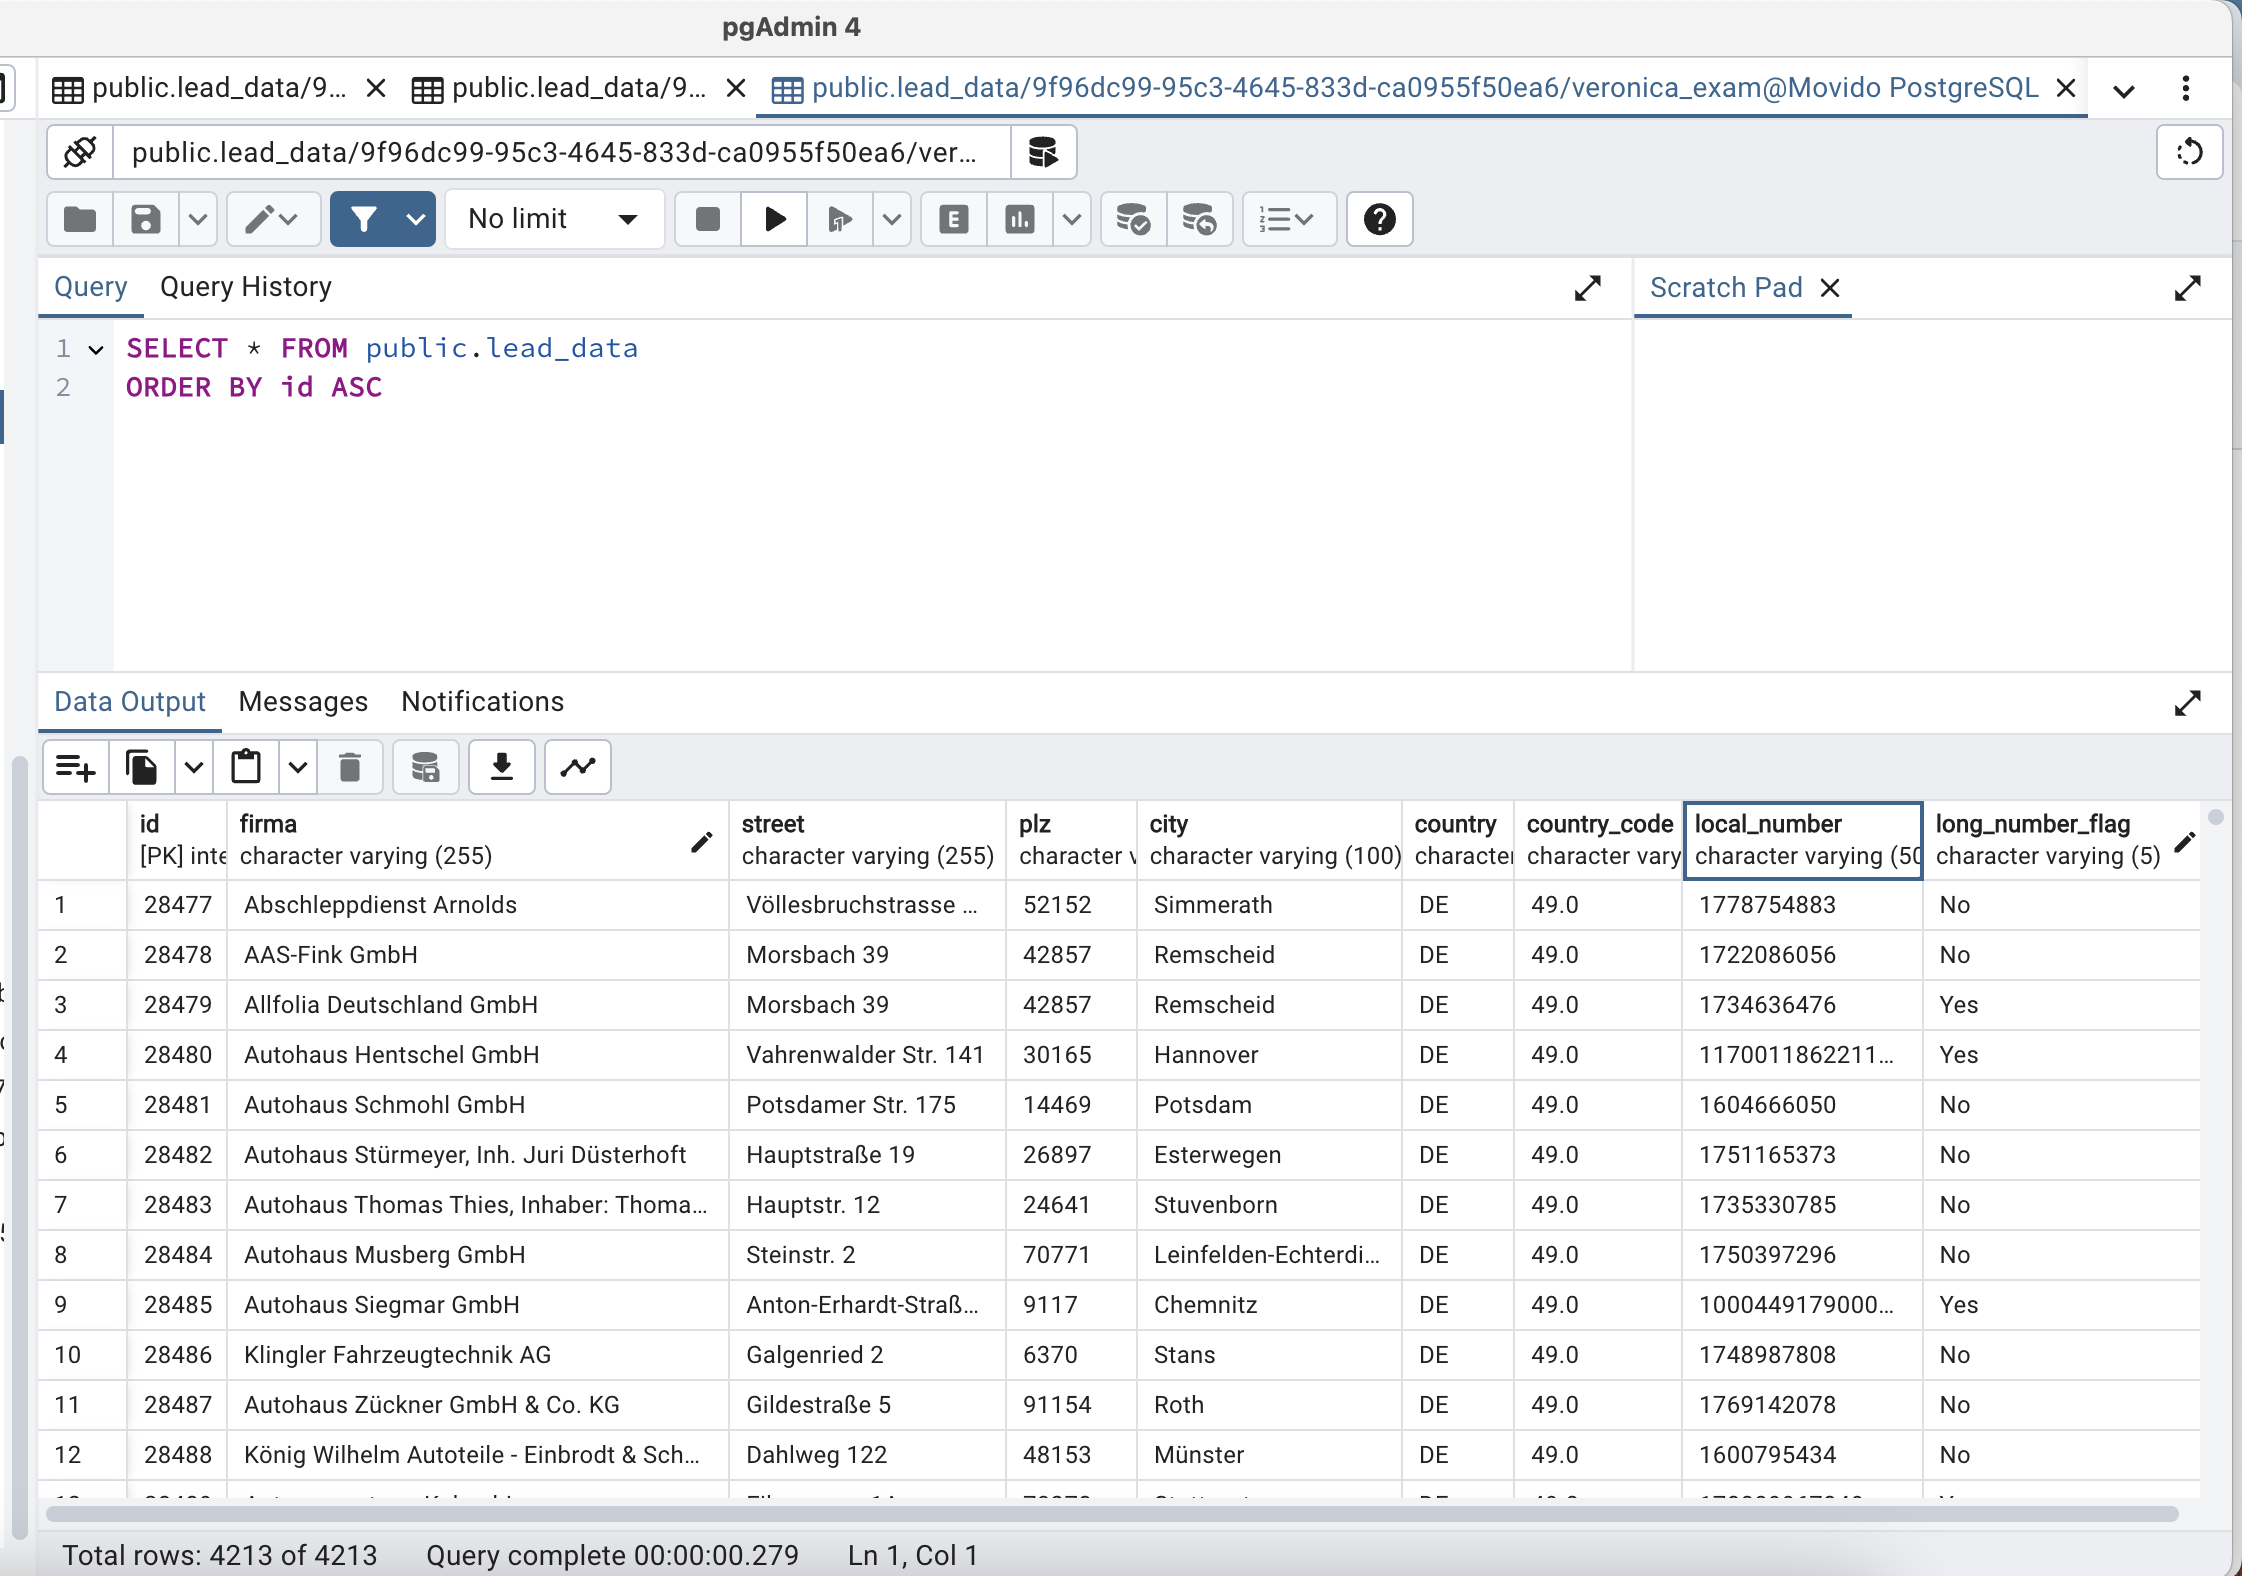 pgAdmin 4
public.lead_data/9... public.lead_data/9... public.lead_data/9f96dc99-95c3-4645-833d-ca0955f50ea6/veronica_exam@Movido PostgreSQL
public.lead_data/9f96dc99-95c3-4645-833d-ca0955f50ea6/ver...
No limit
Query Query History Scratch Pad
1 SELECT * FROM public.lead_data
2 ORDER BY id ASC
Data Output Messages Notifications
id firma street plz city country country_code local_number long_number_flag
[PK] inte character varying (255) character varying (255) character v character varying (100) character character vary character varying (50 character varying (5)
1 28477 Abschleppdienst Arnolds Völlesbruchstrasse ... 52152 Simmerath DE 49.0 1778754883 No
2 28478 AAS-Fink GmbH Morsbach 39 42857 Remscheid DE 49.0 1722086056 No
3 28479 Allfolia Deutschland GmbH Morsbach 39 42857 Remscheid DE 49.0 1734636476 Yes
4 28480 Autohaus Hentschel GmbH Vahrenwalder Str. 141 30165 Hannover DE 49.0 1170011862211... Yes
5 28481 Autohaus Schmohl GmbH Potsdamer Str. 175 14469 Potsdam DE 49.0 1604666050 No
6 28482 Autohaus Stürmeyer, Inh. Juri Düsterhoft Hauptstraße 19 26897 Esterwegen DE 49.0 1751165373 No
7 28483 Autohaus Thomas Thies, Inhaber: Thoma... Hauptstr. 12 24641 Stuvenborn DE 49.0 1735330785 No
8 28484 Autohaus Musberg GmbH Steinstr. 2 70771 Leinfelden-Echterdi... DE 49.0 1750397296 No
9 28485 Autohaus Siegmar GmbH Anton-Erhardt-Straß... 9117 Chemnitz DE 49.0 1000449179000... Yes
10 28486 Klingler Fahrzeugtechnik AG Galgenried 2 6370 Stans DE 49.0 1748987808 No
11 28487 Autohaus Zückner GmbH & Co. KG Gildestraße 5 91154 Roth DE 49.0 1769142078 No
12 28488 König Wilhelm Autoteile - Einbrodt & Sch... Dahlweg 122 48153 Münster DE 49.0 1600795434 No
Total rows: 4213 of 4213 Query complete 00:00:00.279 Ln 1, Col 1